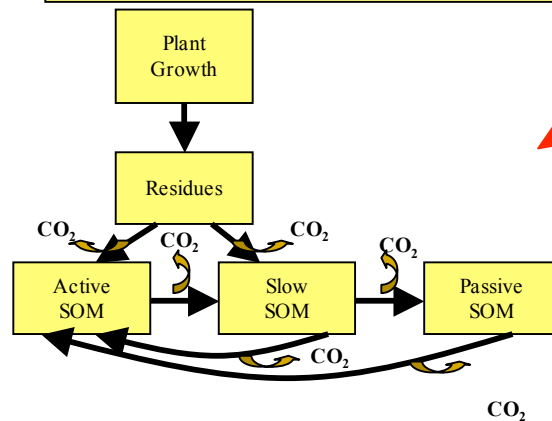 Plant
Growth
Residues
CO₂
CO₂
CO₂
CO₂
Active
SOM
Slow
SOM
Passive
SOM
CO₂
CO₂